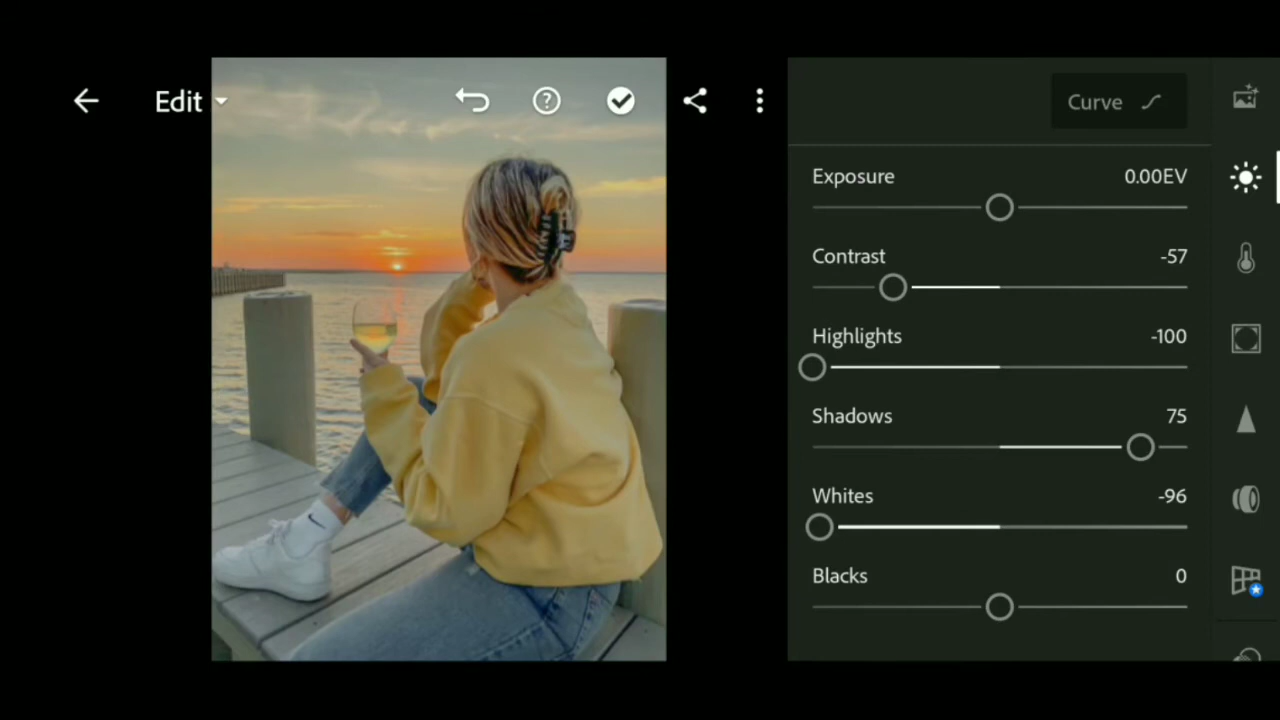 Edit
Curve
Exposure 0.00EV
Contrast -57
Highlights -100
Shadows 75
Whites -96
Blacks 0